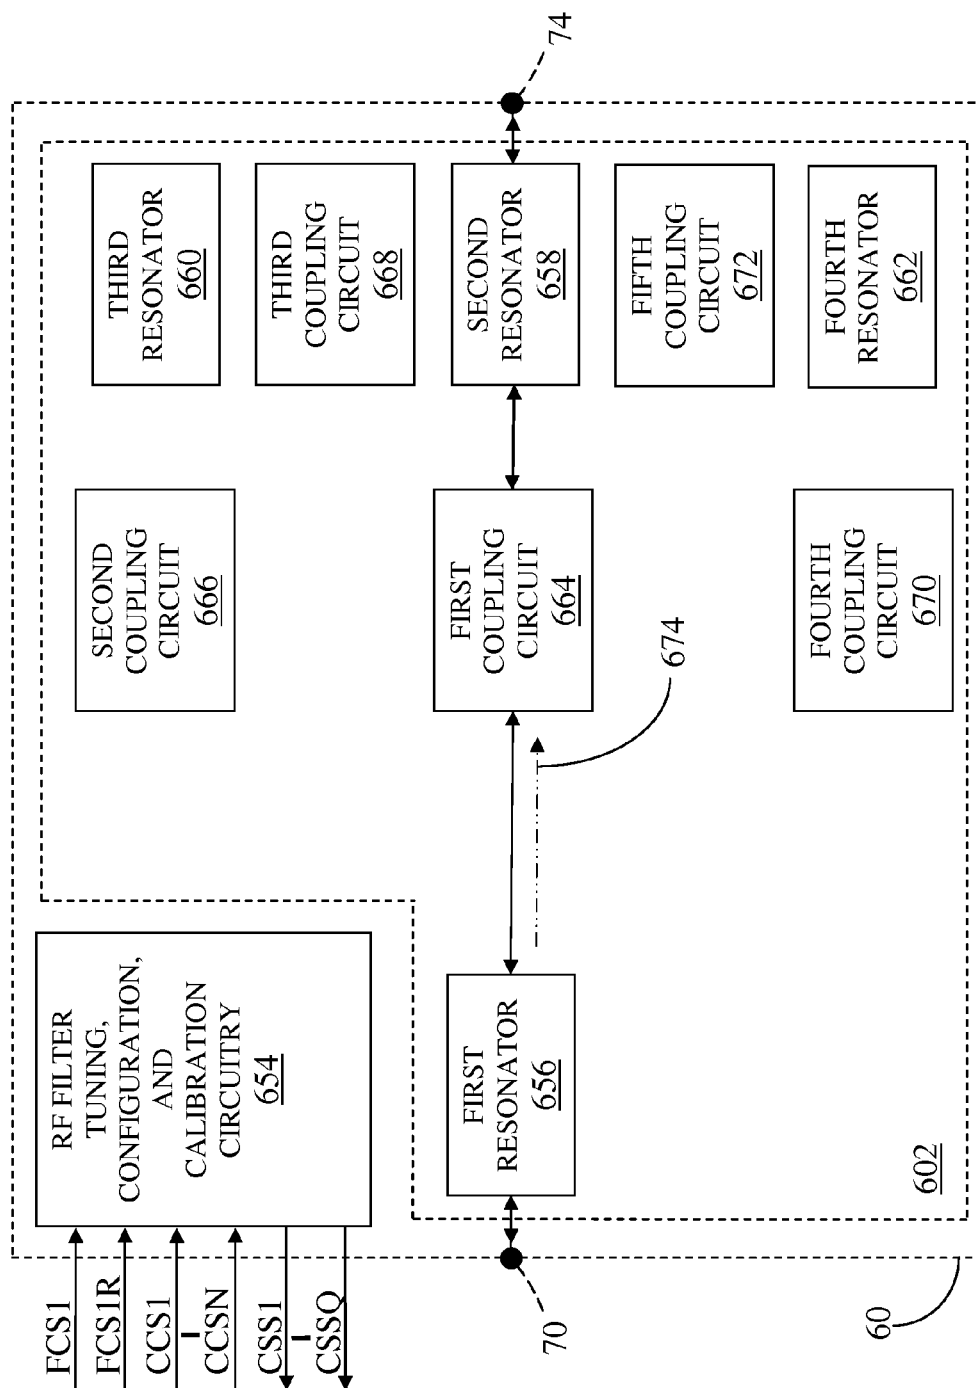 FCS1
FCS1R
CCS1
CCSN
CSS1
CSSQ
RF FILTER
TUNING,
CONFIGURATION,
AND
CALIBRATION
CIRCUITRY
654
SECOND
COUPLING
CIRCUIT
666
THIRD
RESONATOR
660
THIRD
COUPLING
CIRCUIT
668
70
FIRST
RESONATOR
656
FIRST
COUPLING
CIRCUIT
664
SECOND
RESONATOR
658
74
674
FIFTH
COUPLING
CIRCUIT
672
FOURTH
COUPLING
CIRCUIT
670
FOURTH
RESONATOR
662
602
60